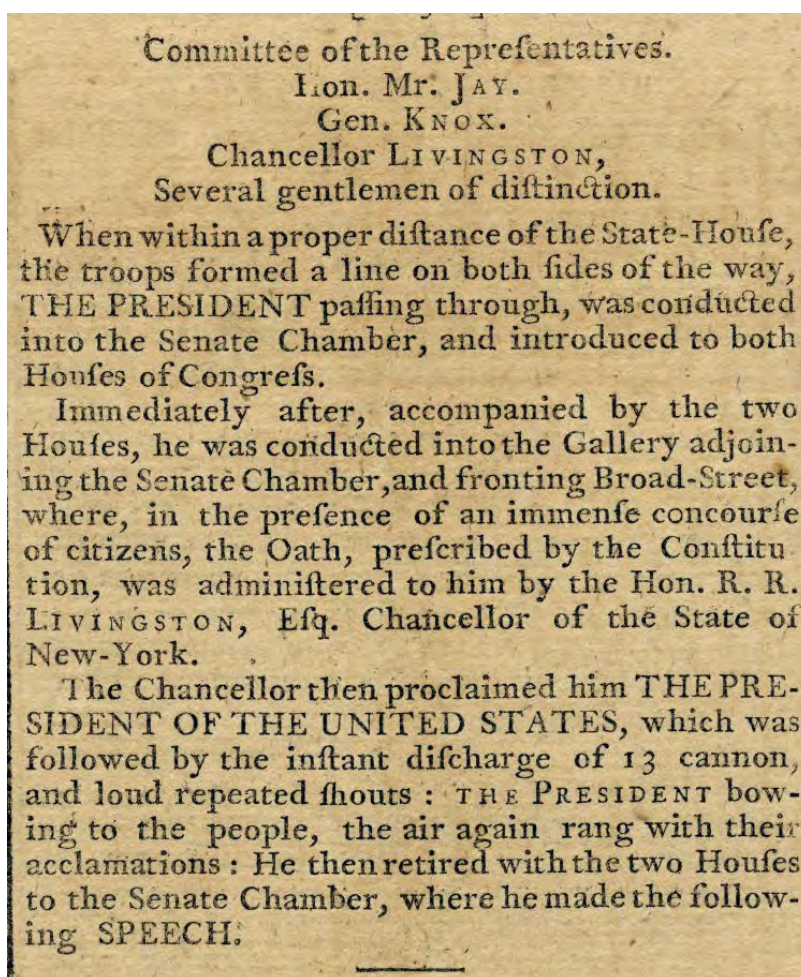 Committee of the Repreſentatives.
Hon. Mr. JAY.
Gen. KNOX.
Chancellor LIVINGSTON,
Several gentlemen of diſtinction.
When within a proper diſtance of the State-Houſe,
the troops formed a line on both ſides of the way,
THE PRESIDENT paſſing through, was conducted
into the Senate Chamber, and introduced to both
Houſes of Congreſs.
Immediately after, accompanied by the two
Houſes, he was conducted into the Gallery adjoin-
ing the Senate Chamber, and fronting Broad-Street,
where, in the preſence of an immenſe concourſe
of citizens, the Oath, preſcribed by the Conſtitu
tion, was adminiſtered to him by the Hon. R. R.
LIVINGSTON, Eſq. Chancellor of the State of
New-York.
The Chancellor then proclaimed him THE PRE-
SIDENT OF THE UNITED STATES, which was
followed by the inſtant diſcharge of 13 cannon,
and loud repeated ſhouts : THE PRESIDENT bow-
ing to the people, the air again rang with their
acclamations : He then retired with the two Houſes
to the Senate Chamber, where he made the follow-
ing SPEECH.